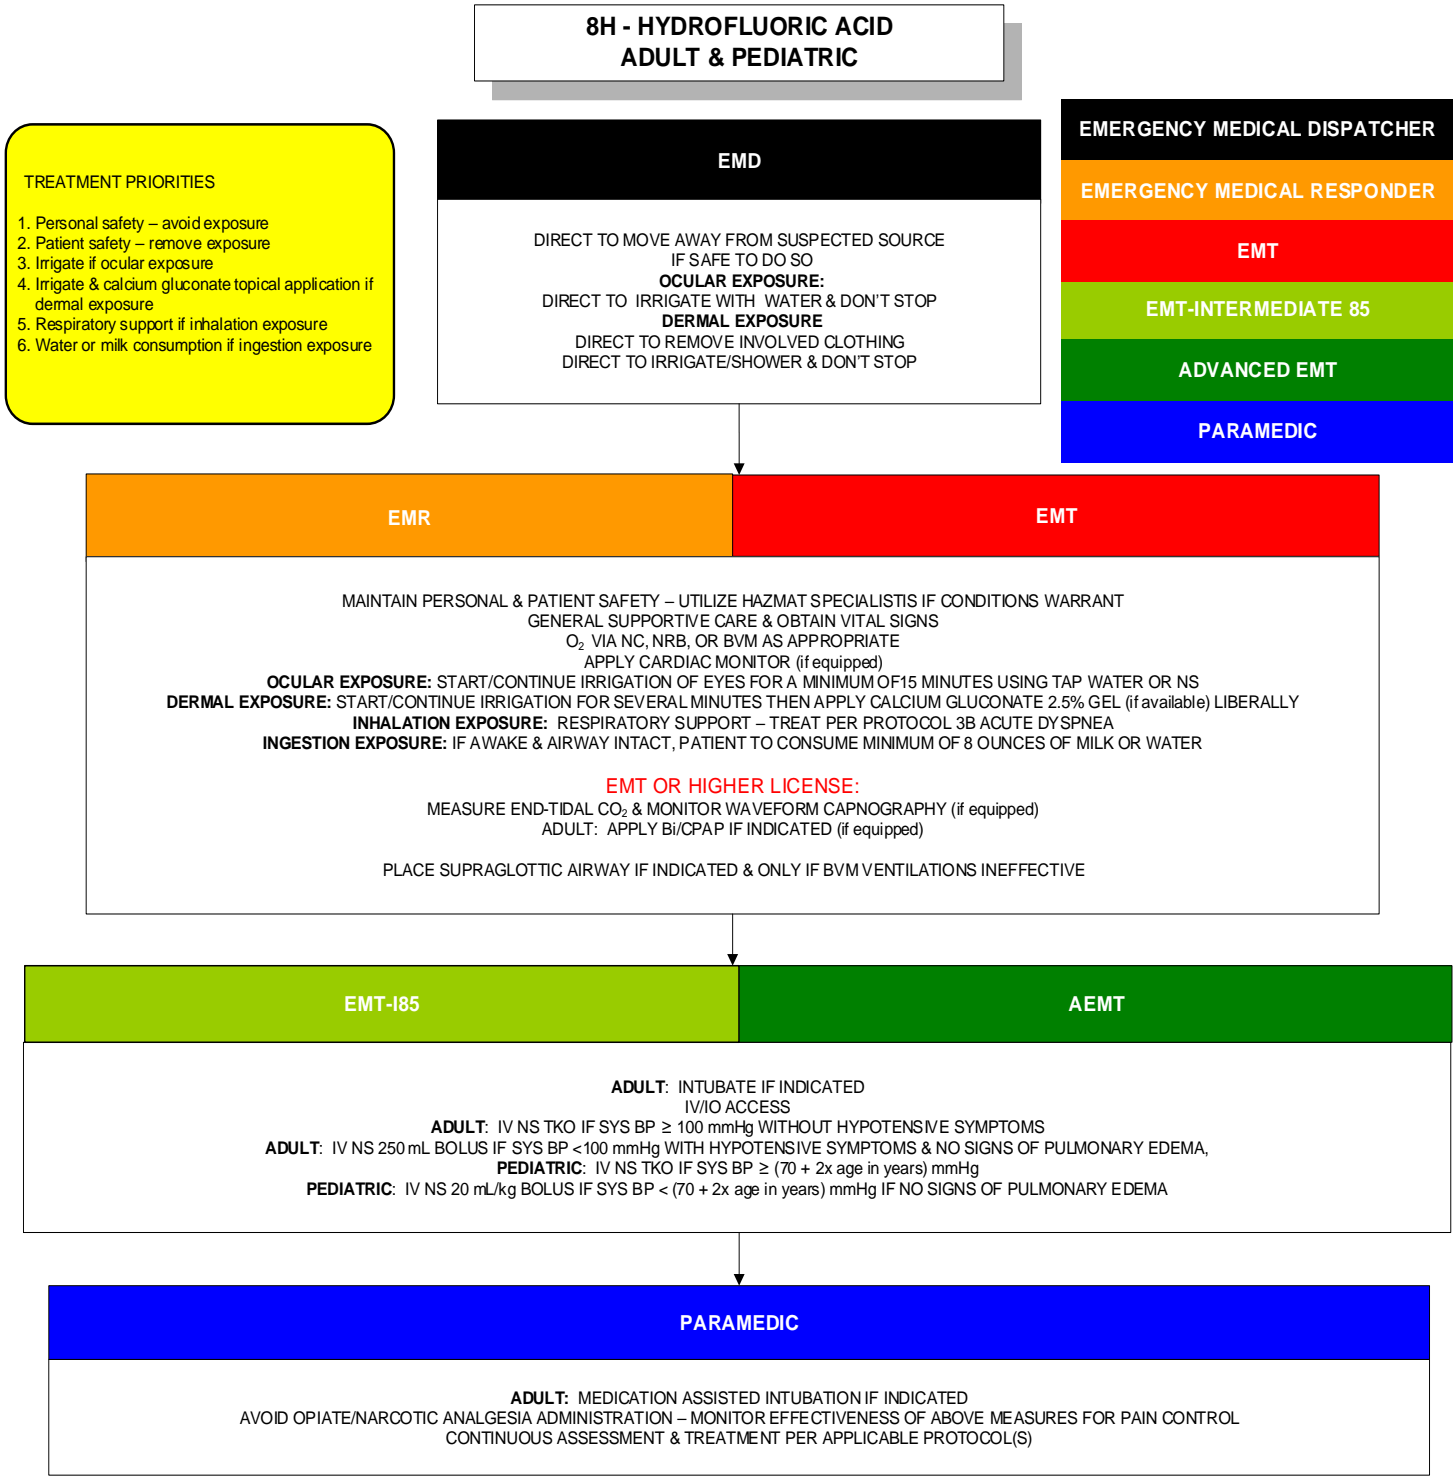 8H - HYDROFLUORIC ACID
ADULT & PEDIATRIC
TREATMENT PRIORITIES
1. Personal safety – avoid exposure
2. Patient safety – remove exposure
3. Irrigate if ocular exposure
4. Irrigate & calcium gluconate topical application if
dermal exposure
5. Respiratory support if inhalation exposure
6. Water or milk consumption if ingestion exposure
EMD
DIRECT TO MOVE AWAY FROM SUSPECTED SOURCE
IF SAFE TO DO SO
OCULAR EXPOSURE:
DIRECT TO IRRIGATE WITH WATER & DON'T STOP
DERMAL EXPOSURE
DIRECT TO REMOVE INVOLVED CLOTHING
DIRECT TO IRRIGATE/SHOWER & DON'T STOP
EMERGENCY MEDICAL DISPATCHER
EMERGENCY MEDICAL RESPONDER
EMT
EMT-INTERMEDIATE 85
ADVANCED EMT
PARAMEDIC
EMR
EMT
MAINTAIN PERSONAL & PATIENT SAFETY – UTILIZE HAZMAT SPECIALISTIS IF CONDITIONS WARRANT
GENERAL SUPPORTIVE CARE & OBTAIN VITAL SIGNS
O₂ VIA NC, NRB, OR BVM AS APPROPRIATE
APPLY CARDIAC MONITOR (if equipped)
OCULAR EXPOSURE: START/CONTINUE IRRIGATION OF EYES FOR A MINIMUM OF15 MINUTES USING TAP WATER OR NS
DERMAL EXPOSURE: START/CONTINUE IRRIGATION FOR SEVERAL MINUTES THEN APPLY CALCIUM GLUCONATE 2.5% GEL (if available) LIBERALLY
INHALATION EXPOSURE: RESPIRATORY SUPPORT – TREAT PER PROTOCOL 3B ACUTE DYSPNEA
INGESTION EXPOSURE: IF AWAKE & AIRWAY INTACT, PATIENT TO CONSUME MINIMUM OF 8 OUNCES OF MILK OR WATER
EMT OR HIGHER LICENSE:
MEASURE END-TIDAL CO₂ & MONITOR WAVEFORM CAPNOGRAPHY (if equipped)
ADULT: APPLY Bi/CPAP IF INDICATED (if equipped)
PLACE SUPRAGLOTTIC AIRWAY IF INDICATED & ONLY IF BVM VENTILATIONS INEFFECTIVE
EMT-I85
AEMT
ADULT: INTUBATE IF INDICATED
IV/IO ACCESS
ADULT: IV NS TKO IF SYS BP ≥ 100 mmHg WITHOUT HYPOTENSIVE SYMPTOMS
ADULT: IV NS 250 mL BOLUS IF SYS BP <100 mmHg WITH HYPOTENSIVE SYMPTOMS & NO SIGNS OF PULMONARY EDEMA,
PEDIATRIC: IV NS TKO IF SYS BP ≥ (70 + 2x age in years) mmHg
PEDIATRIC: IV NS 20 mL/kg BOLUS IF SYS BP < (70 + 2x age in years) mmHg IF NO SIGNS OF PULMONARY EDEMA
PARAMEDIC
ADULT: MEDICATION ASSISTED INTUBATION IF INDICATED
AVOID OPIATE/NARCOTIC ANALGESIA ADMINISTRATION – MONITOR EFFECTIVENESS OF ABOVE MEASURES FOR PAIN CONTROL
CONTINUOUS ASSESSMENT & TREATMENT PER APPLICABLE PROTOCOL(S)